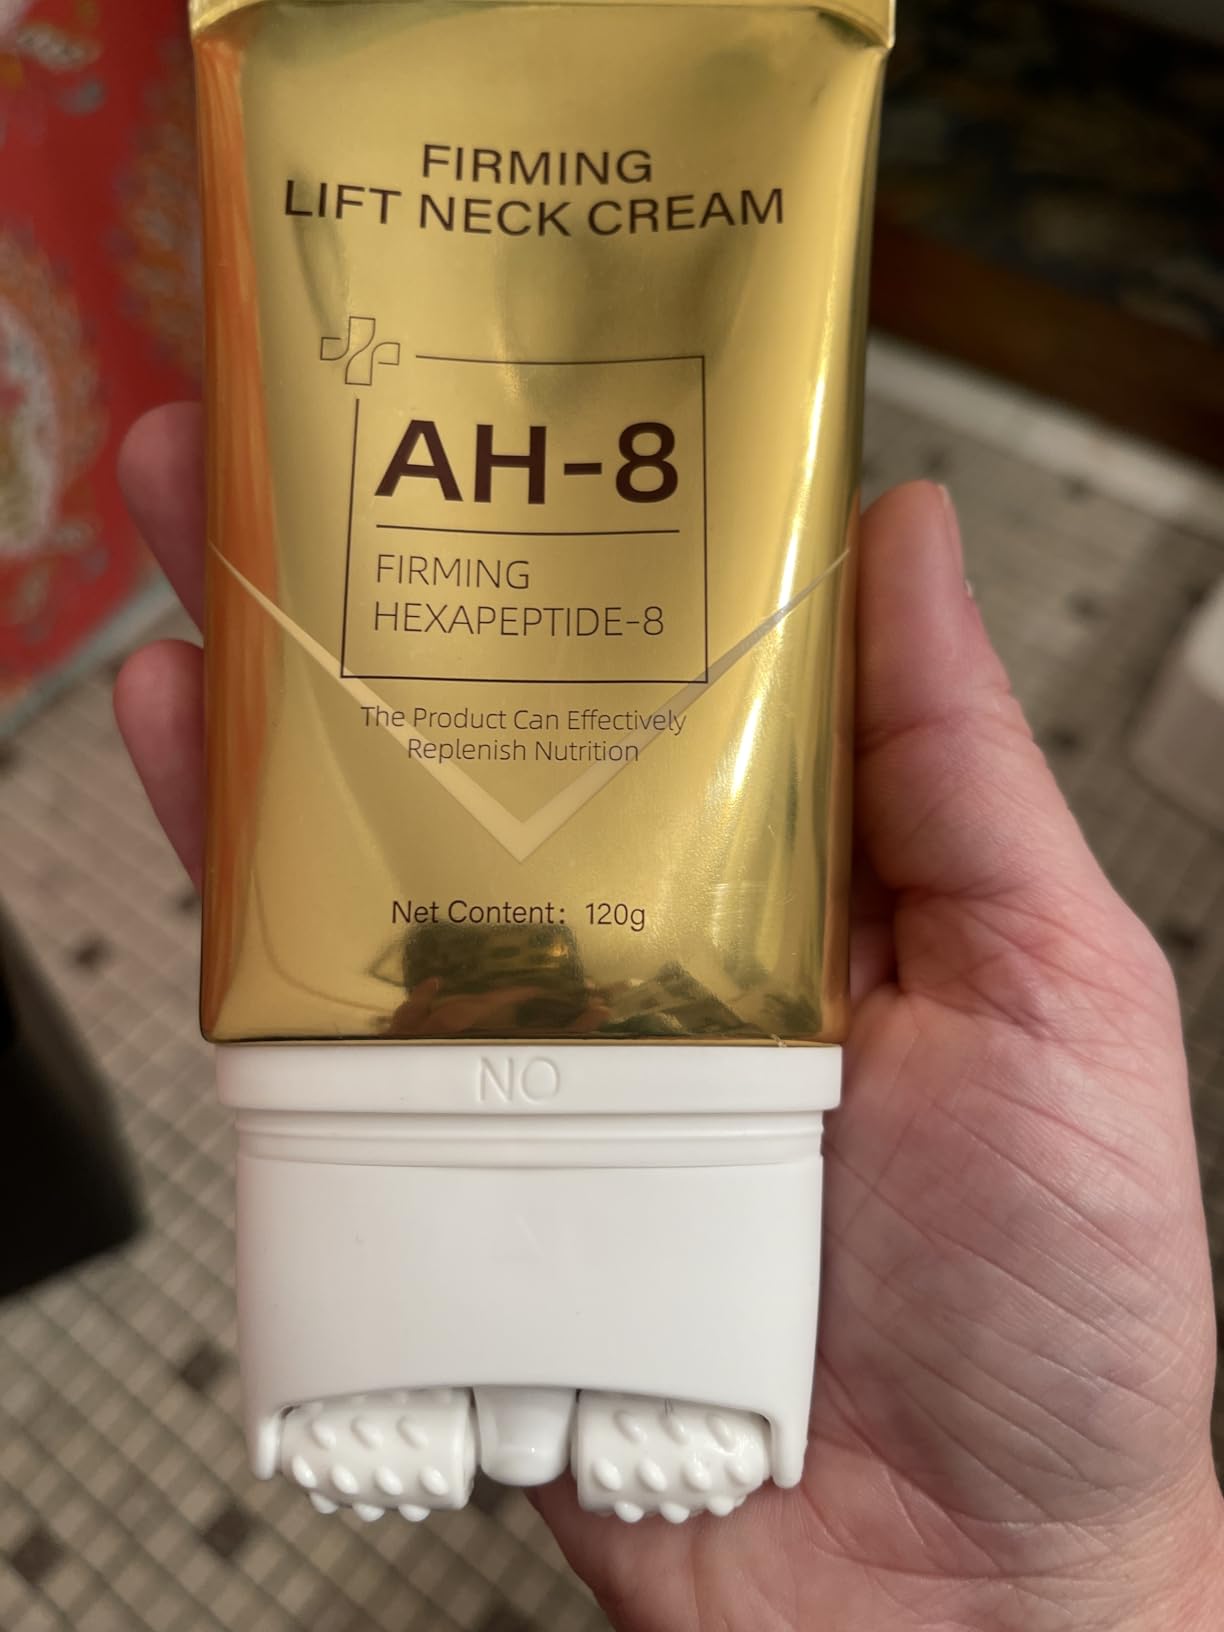 FIRMING
LIFT NECK CREAM
AH-8
FIRMING
HEXAPEPTIDE-8
The Product Can Effectively
Replenish Nutrition
Net Content: 120g
NO